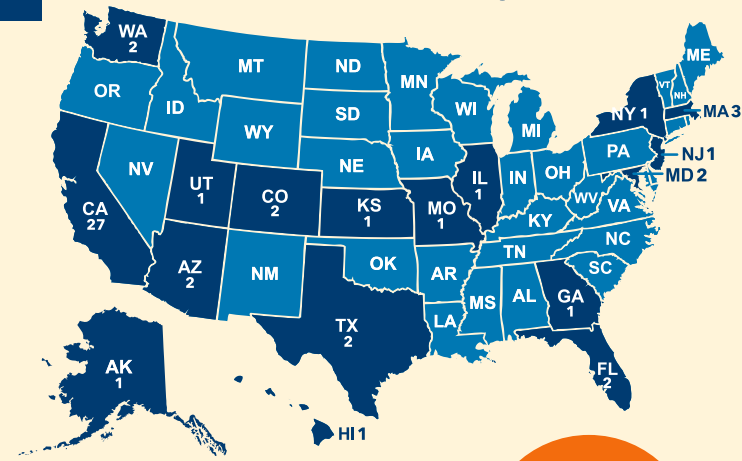 WA
2
MT
ND
MN
ME
OR
ID
SD
WI
MI
VT
NH
NY 1
MA 3
WY
NE
IA
PA
NJ 1
MD 2
NV
UT
1
CO
2
KS
1
MO
1
IL
1
IN
OH
WV
VA
KY
CA
27
AZ
2
NM
OK
AR
TN
NC
SC
MS
AL
GA
1
LA
TX
2
FL
2
AK
1
HI 1